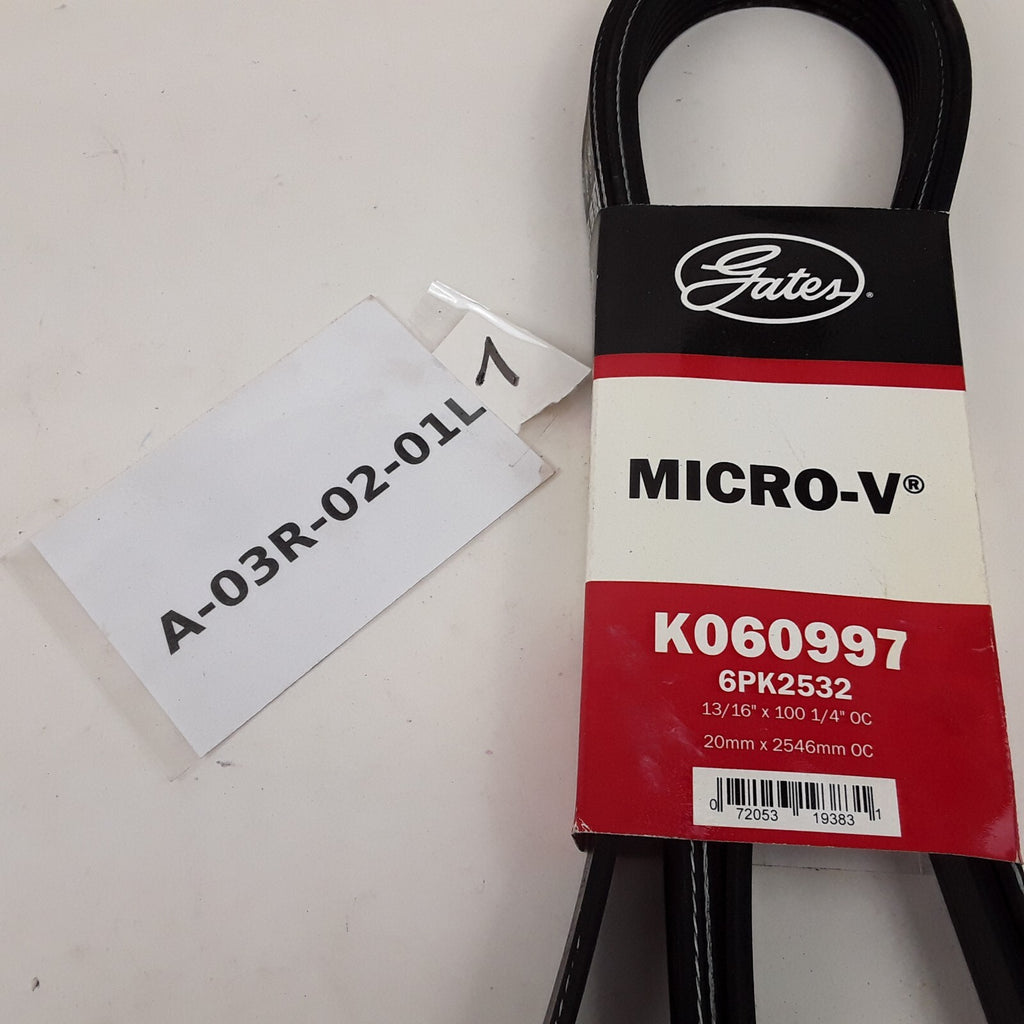 A-03R-02-01L
1
Gates®
MICRO-V®
K060997
6PK2532
13/16" x 100 1/4" OC
20mm x 2546mm OC
0 72053 19383 1